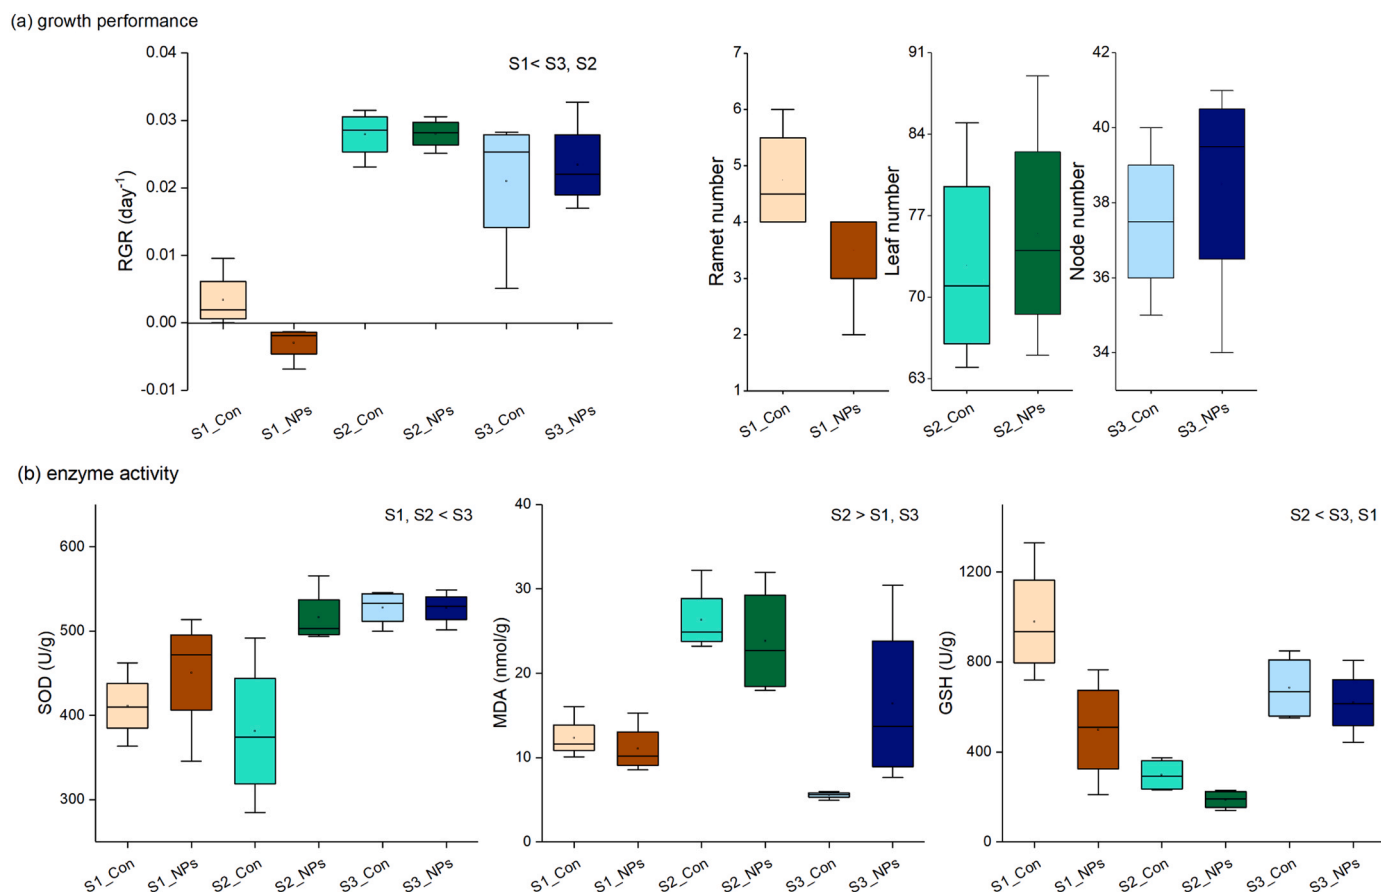 (a) growth performance
RGR (day⁻¹)
0.04
0.03
0.02
0.01
0.00
-0.01
S1< S3, S2
S1_Con
S1_NPs
S2_Con
S2_NPs
S3_Con
S3_NPs
Ramet number
7
6
5
4
3
2
1
S1_Con
S1_NPs
Leaf number
91
84
77
70
63
S2_Con
S2_NPs
Node number
42
40
38
36
34
S3_Con
S3_NPs
(b) enzyme activity
SOD (U/g)
600
500
400
300
S1, S2 < S3
S1_Con
S1_NPs
S2_Con
S2_NPs
S3_Con
S3_NPs
MDA (nmol/g)
40
30
20
10
0
S2 > S1, S3
S1_Con
S1_NPs
S2_Con
S2_NPs
S3_Con
S3_NPs
GSH (U/g)
1200
800
400
0
S2 < S3, S1
S1_Con
S1_NPs
S2_Con
S2_NPs
S3_Con
S3_NPs